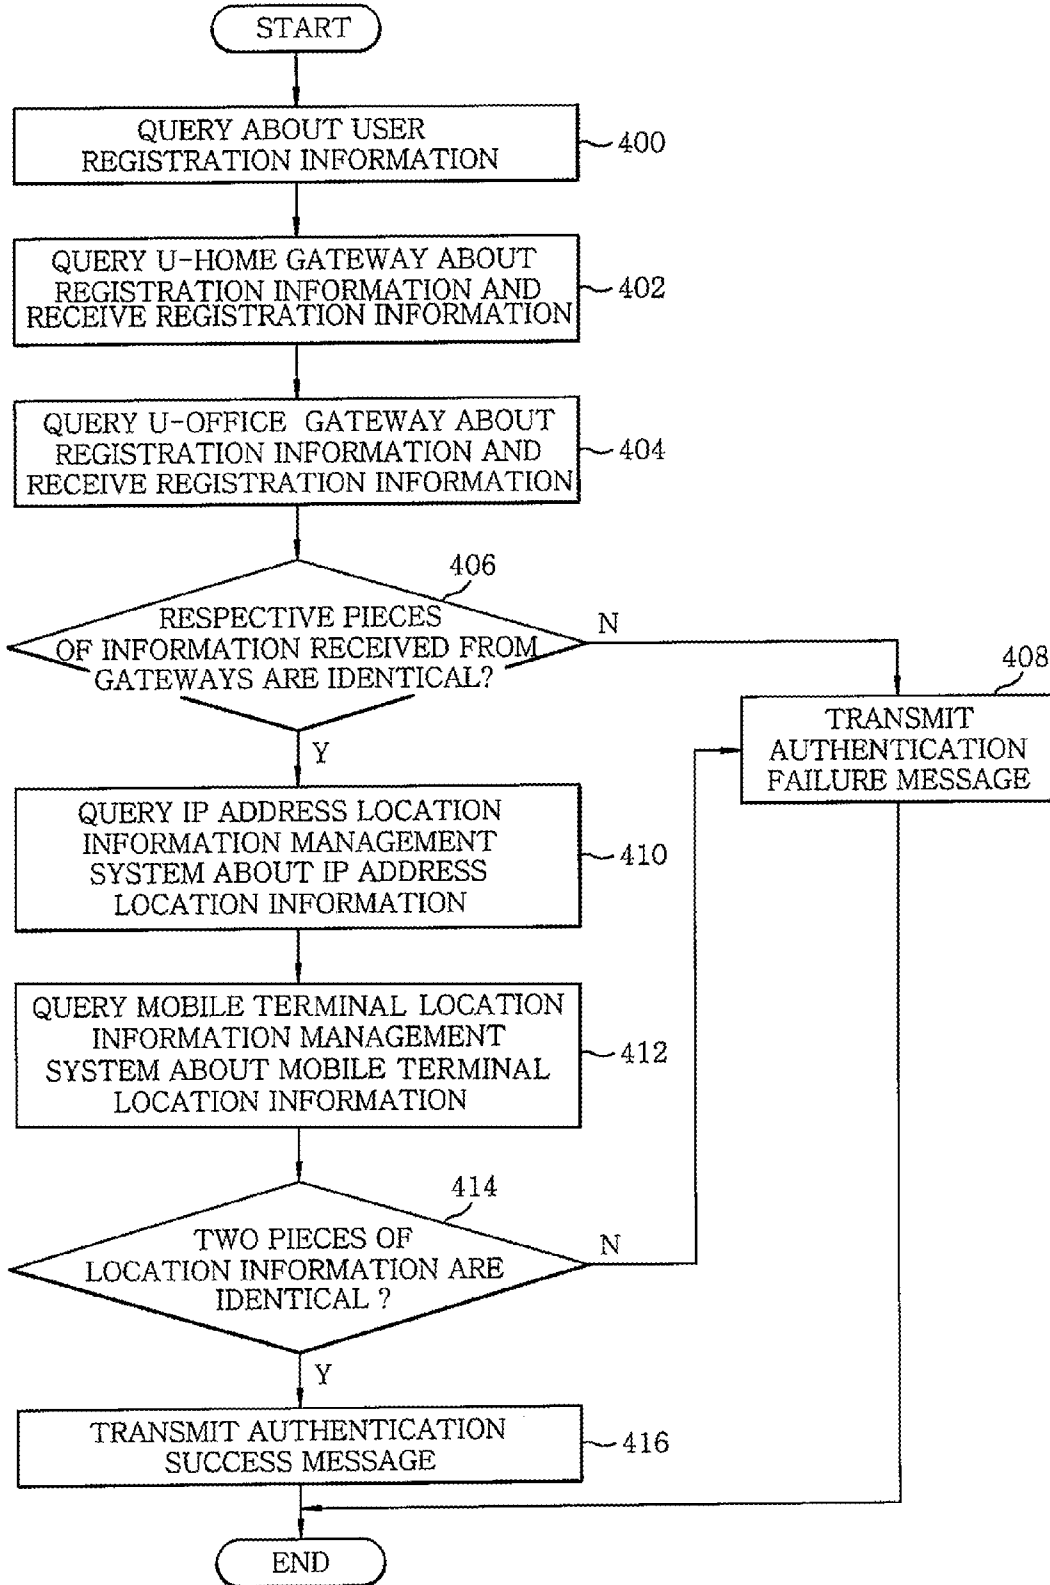 START
QUERY ABOUT USER
REGISTRATION INFORMATION
400
QUERY U-HOME GATEWAY ABOUT
REGISTRATION INFORMATION AND
RECEIVE REGISTRATION INFORMATION
402
QUERY U-OFFICE GATEWAY ABOUT
REGISTRATION INFORMATION AND
RECEIVE REGISTRATION INFORMATION
404
406
RESPECTIVE PIECES
OF INFORMATION RECEIVED FROM
GATEWAYS ARE IDENTICAL?
N
Y
408
TRANSMIT
AUTHENTICATION
FAILURE MESSAGE
QUERY IP ADDRESS LOCATION
INFORMATION MANAGEMENT
SYSTEM ABOUT IP ADDRESS
LOCATION INFORMATION
410
QUERY MOBILE TERMINAL LOCATION
INFORMATION MANAGEMENT
SYSTEM ABOUT MOBILE TERMINAL
LOCATION INFORMATION
412
414
TWO PIECES OF
LOCATION INFORMATION ARE
IDENTICAL ?
N
Y
TRANSMIT AUTHENTICATION
SUCCESS MESSAGE
416
END